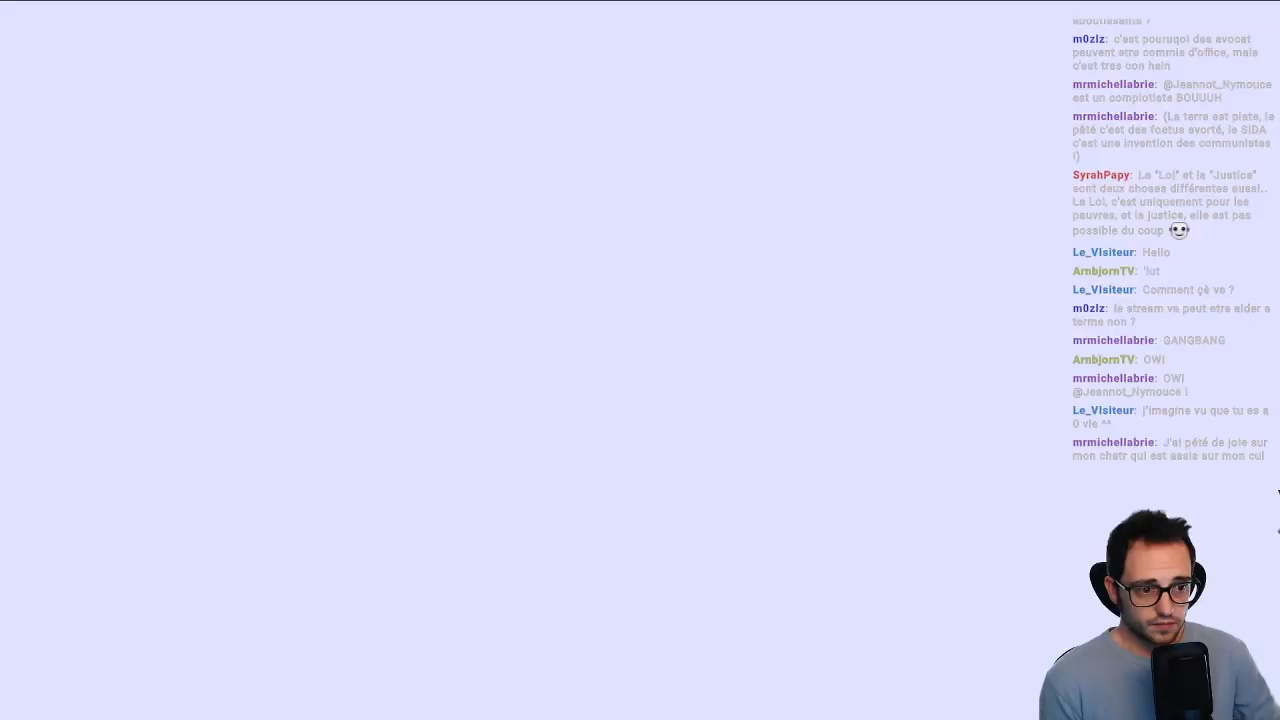 aboutissants ?
m0ziz: c'est pouruqoi des avocat
peuvent etre commis d'office, mais
c'est tres con hein
mrmichellabrie: @Jeannot_Nymouce
est un complotiste BOUUUH
mrmichellabrie: (La terre est plate, le
pâté c'est des foetus avorté, le SIDA
c'est une invention des communistes
!)
SyrahPapy: La "Loi" et la "Justice"
sont deux choses différentes aussi..
La Loi, c'est uniquement pour les
pauvres, et la justice, elle est pas
possible du coup
Le_VIsiteur: Hello
ArnbjornTV: 'lut
Le_VIsiteur: Comment çà va ?
m0ziz: le stream va peut etre aider a
terme non ?
mrmichellabrie: GANGBANG
ArnbjornTV: OWI
mrmichellabrie: OWI
@Jeannot_Nymouce !
Le_VIsiteur: j'imagine vu que tu es a
0 vie ^^
mrmichellabrie: J'ai pété de joie sur
mon chatr qui est assis sur mon cul